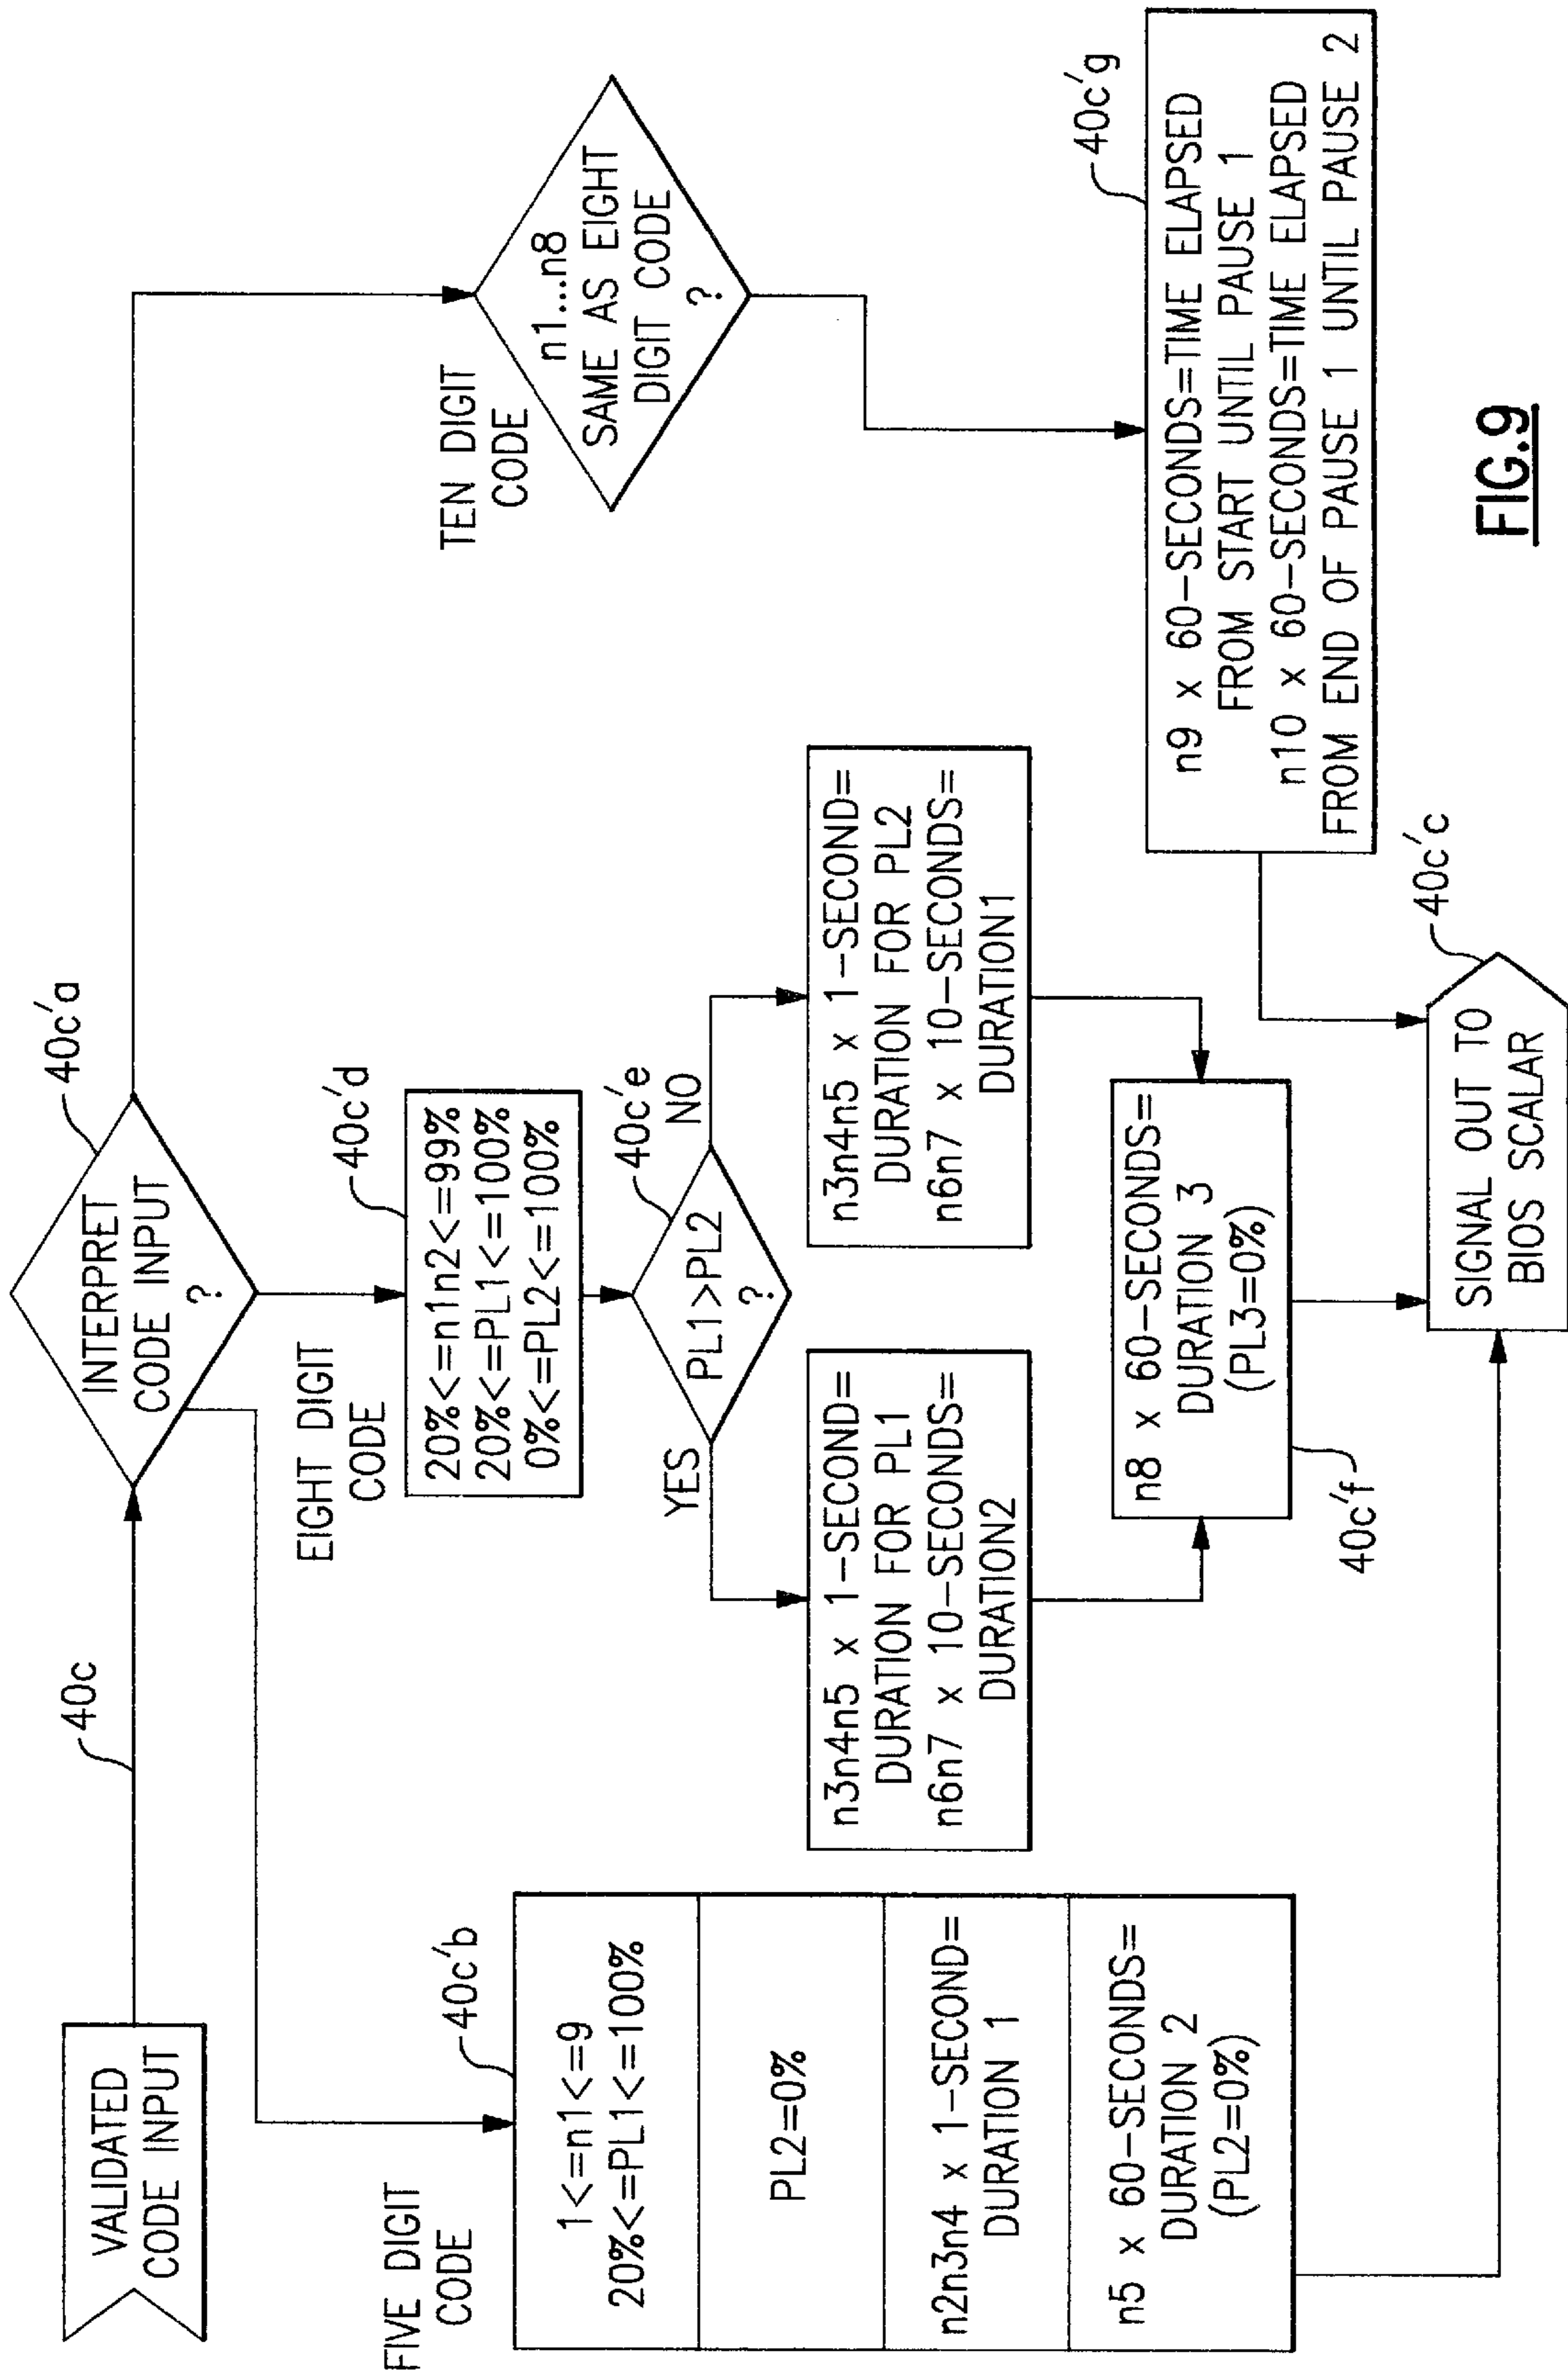 VALIDATED
CODE INPUT
40c
INTERPRET
CODE INPUT
?
40c'a
FIVE DIGIT
CODE
40c'b
1<=n1<=9
20%<=PL1<=100%
PL2=0%
n2n3n4 x 1-SECOND=
DURATION 1
n5 x 60-SECONDS=
DURATION 2
(PL2=0%)
EIGHT DIGIT
CODE
40c'd
20%<=n1n2<=99%
20%<=PL1<=100%
0%<=PL2<=100%
40c'e
PL1>PL2
?
YES
NO
n3n4n5 x 1-SECOND=
DURATION FOR PL1
n6n7 x 10-SECONDS=
DURATION2
n3n4n5 x 1-SECOND=
DURATION FOR PL2
n6n7 x 10-SECONDS=
DURATION1
n8 x 60-SECONDS=
DURATION 3
(PL3=0%)
40c'f
TEN DIGIT
CODE
n1...n8
SAME AS EIGHT
DIGIT CODE
?
40c'g
n9 x 60-SECONDS=TIME ELAPSED
FROM START UNTIL PAUSE 1
n10 x 60-SECONDS=TIME ELAPSED
FROM END OF PAUSE 1 UNTIL PAUSE 2
40c'c
SIGNAL OUT TO
BIOS SCALAR
FIG.9